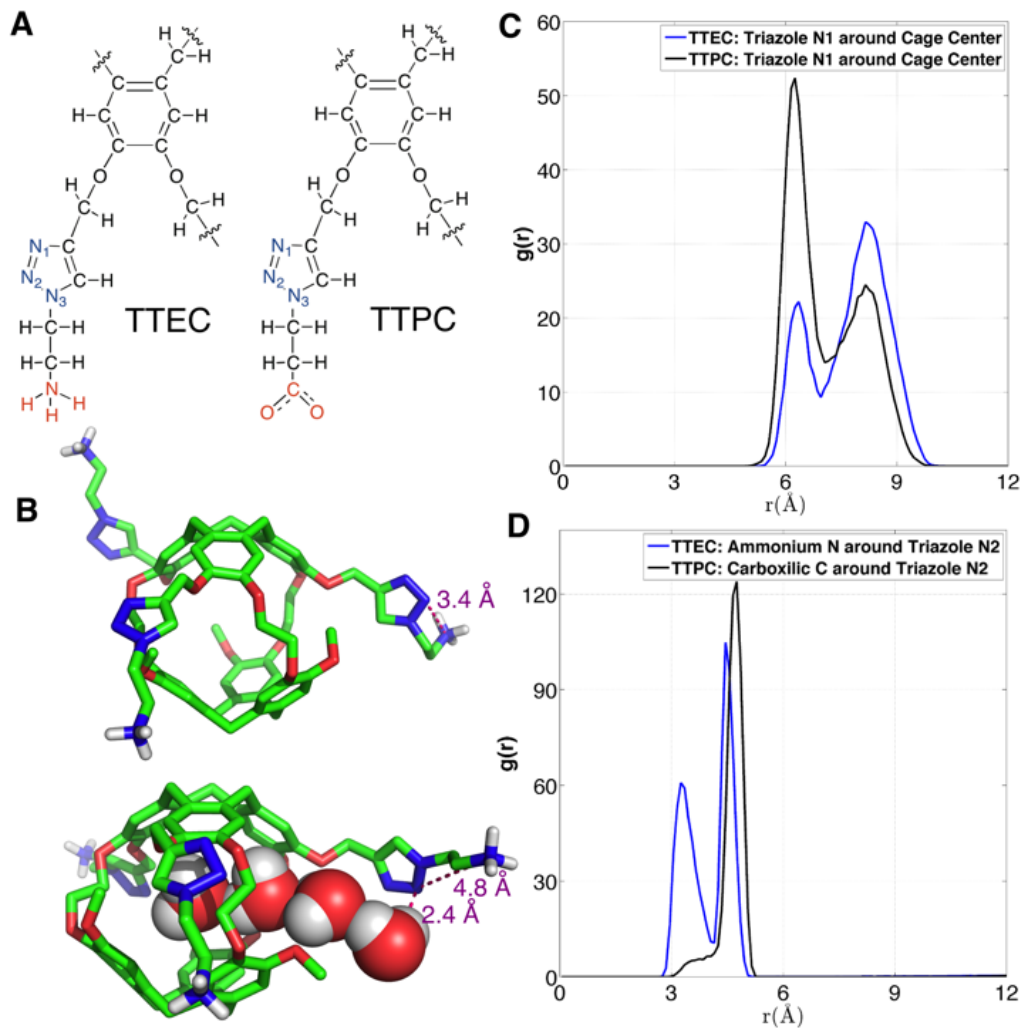 A
H H
C-H C-H
C C C C
H-C C-H H-C C-H
C C C C
H O O H H O O H
H-C C-H H-C C-H
H H
N1 C N1 C
N2 C-H N2 C-H
N3 N3
H-C-H TTEC H-C-H TTPC
H-C-H H-C-H
H-N-H C
H O O
B
3.4 Å
4.8 Å
2.4 Å
C
TTEC: Triazole N1 around Cage Center
TTPC: Triazole N1 around Cage Center
g(r)
60
50
40
30
20
10
0
0 3 6 9 12
r(Å)
D
TTEC: Ammonium N around Triazole N2
TTPC: Carboxilic C around Triazole N2
g(r)
120
90
60
30
0
0 3 6 9 12
r(Å)